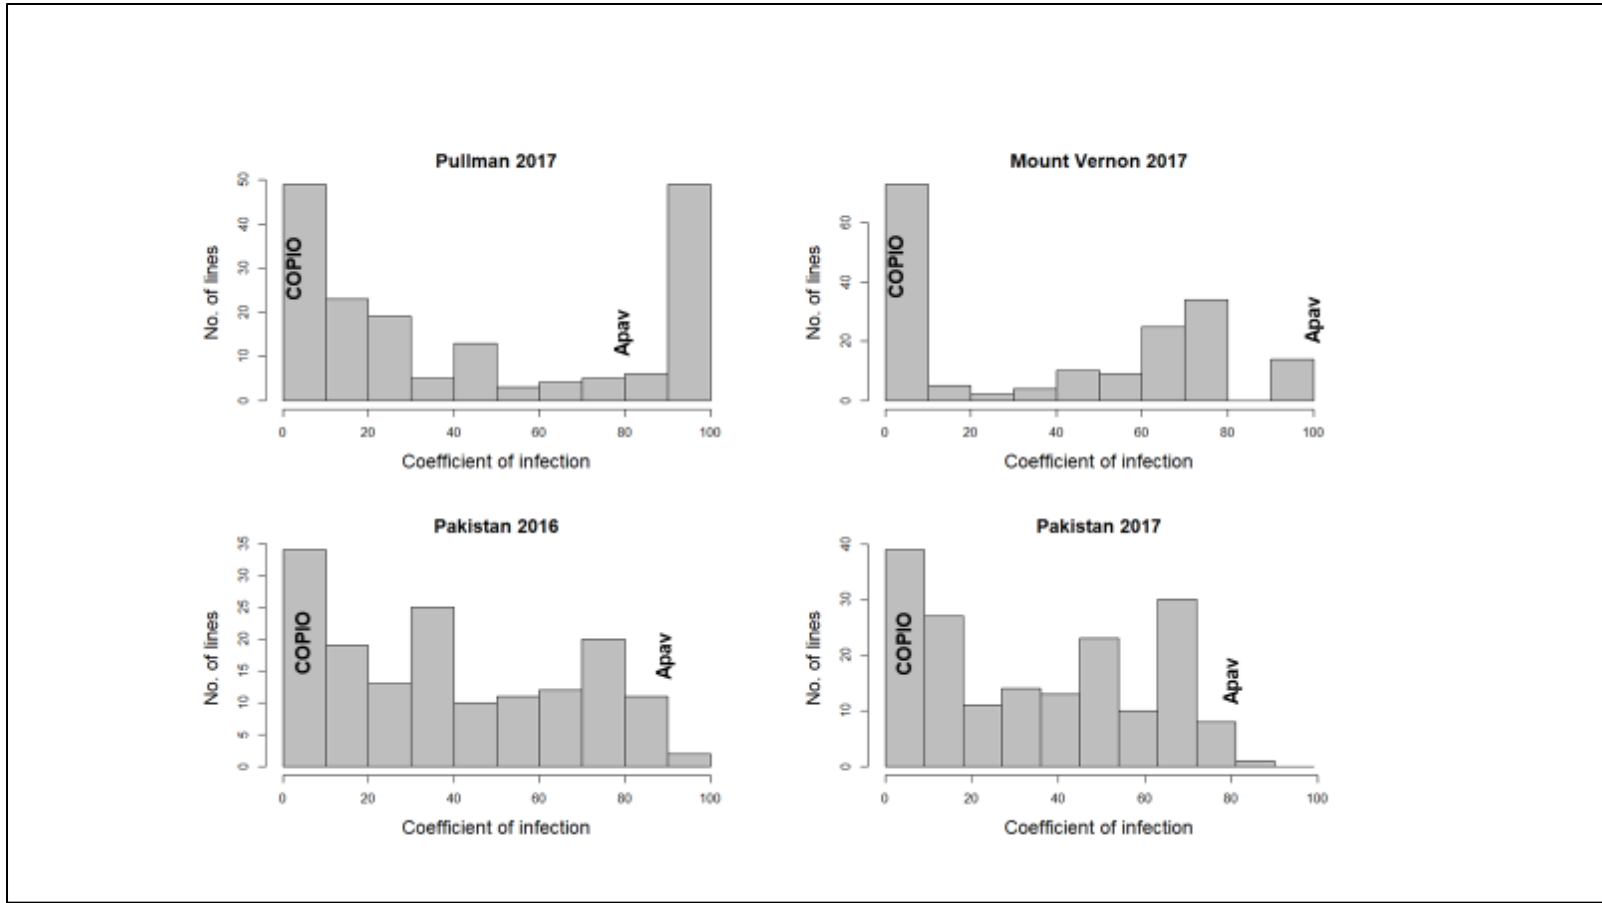 Pullman 2017
No. of lines
0 10 20 30 40 50
COPIO
Apav
0 20 40 60 80 100
Coefficient of infection
Mount Vernon 2017
No. of lines
0 20 40 60
COPIO
Apav
0 20 40 60 80 100
Coefficient of infection
Pakistan 2016
No. of lines
0 5 10 15 20 25 30 35
COPIO
Apav
0 20 40 60 80 100
Coefficient of infection
Pakistan 2017
No. of lines
0 10 20 30 40
COPIO
Apav
0 20 40 60 80 100
Coefficient of infection